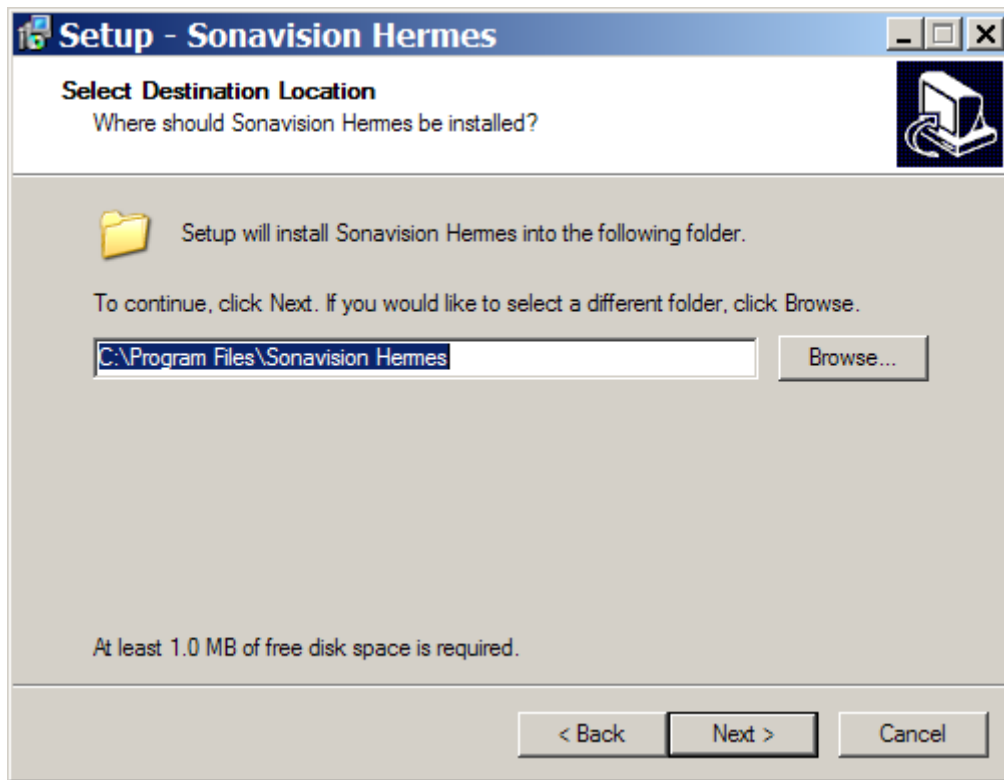 Setup - Sonavision Hermes
Select Destination Location
Where should Sonavision Hermes be installed?
Setup will install Sonavision Hermes into the following folder.
To continue, click Next. If you would like to select a different folder, click Browse.
C:\Program Files\Sonavision Hermes
Browse...
At least 1.0 MB of free disk space is required.
< Back
Next >
Cancel